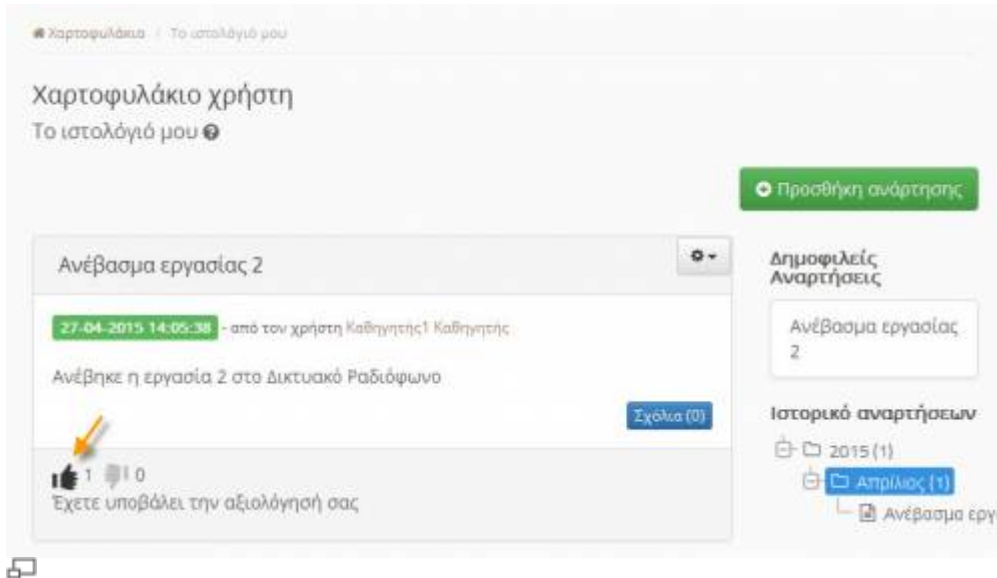 Χαρτοφυλάκιο / Το ιστολόγιό μου
Χαρτοφυλάκιο χρήστη
Το ιστολόγιό μου
Προσθήκη ανάρτησης
Ανέβασμα εργασίας 2
27-04-2015 14:05:38 - από τον χρήστη Καθηγητής1 Καθηγητής
Ανέβηκε η εργασία 2 στο Δικτυακό Ραδιόφωνο
Σχόλια (0)
1 0
Έχετε υποβάλει την αξιολόγησή σας
Δημοφιλείς
Αναρτήσεις
Ανέβασμα εργασίας
2
Ιστορικό αναρτήσεων
2015 (1)
Απρίλιος (1)
Ανέβασμα εργ